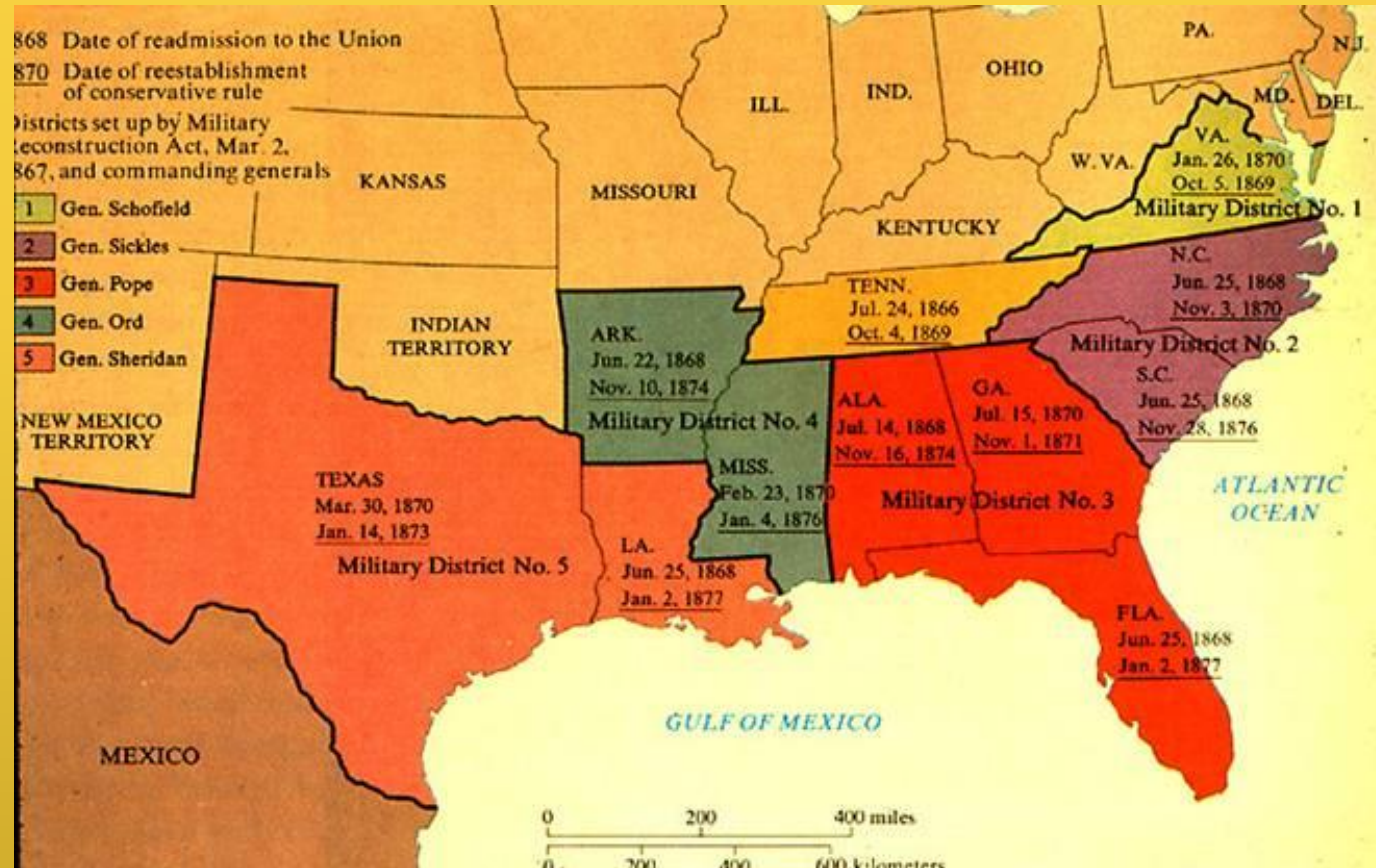 868 Date of readmission to the Union
870 Date of reestablishment
of conservative rule
Districts set up by Military
Reconstruction Act, Mar. 2,
867, and commanding generals
1 Gen. Schofield
2 Gen. Sickles
3 Gen. Pope
4 Gen. Ord
5 Gen. Sheridan
KANSAS
MISSOURI
ILL.
IND.
OHIO
PA.
N.J.
MD.
DEL.
W. VA.
KENTUCKY
VA.
Jan. 26, 1870
Oct. 5. 1869
Military District No. 1
N.C.
Jun. 25, 1868
Nov. 3, 1870
Military District No. 2
S.C.
Jun. 25, 1868
Nov. 28, 1876
TENN.
Jul. 24, 1866
Oct. 4, 1869
INDIAN
TERRITORY
ARK.
Jun. 22, 1868
Nov. 10, 1874
Military District No. 4
MISS.
Feb. 23, 1870
Jan. 4, 1876
ALA.
Jul. 14, 1868
Nov. 16, 1874
GA.
Jul. 15, 1870
Nov. 1, 1871
Military District No. 3
NEW MEXICO
TERRITORY
TEXAS
Mar. 30, 1870
Jan. 14, 1873
Military District No. 5
LA.
Jun. 25, 1868
Jan. 2, 1877
FLA.
Jun. 25, 1868
Jan. 2, 1877
ATLANTIC
OCEAN
GULF OF MEXICO
MEXICO
0 200 400 miles
0 200 400 600 kilometers